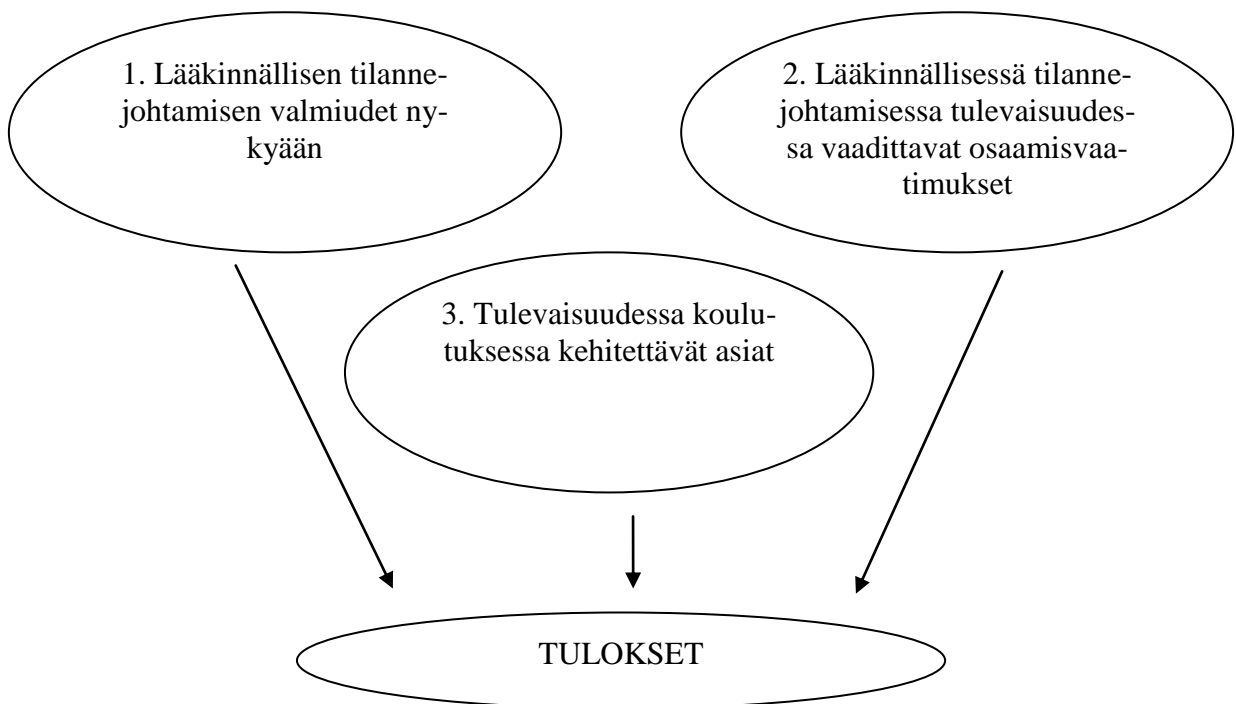 1. Lääkinnällisen tilanne-
johtamisen valmiudet ny-
kyään
2. Lääkinnällisessä tilanne-
johtamisessa tulevaisuudes-
sa vaadittavat osaamisvaa-
timukset
3. Tulevaisuudessa koulu-
tuksessa kehitettävät asiat
TULOKSET